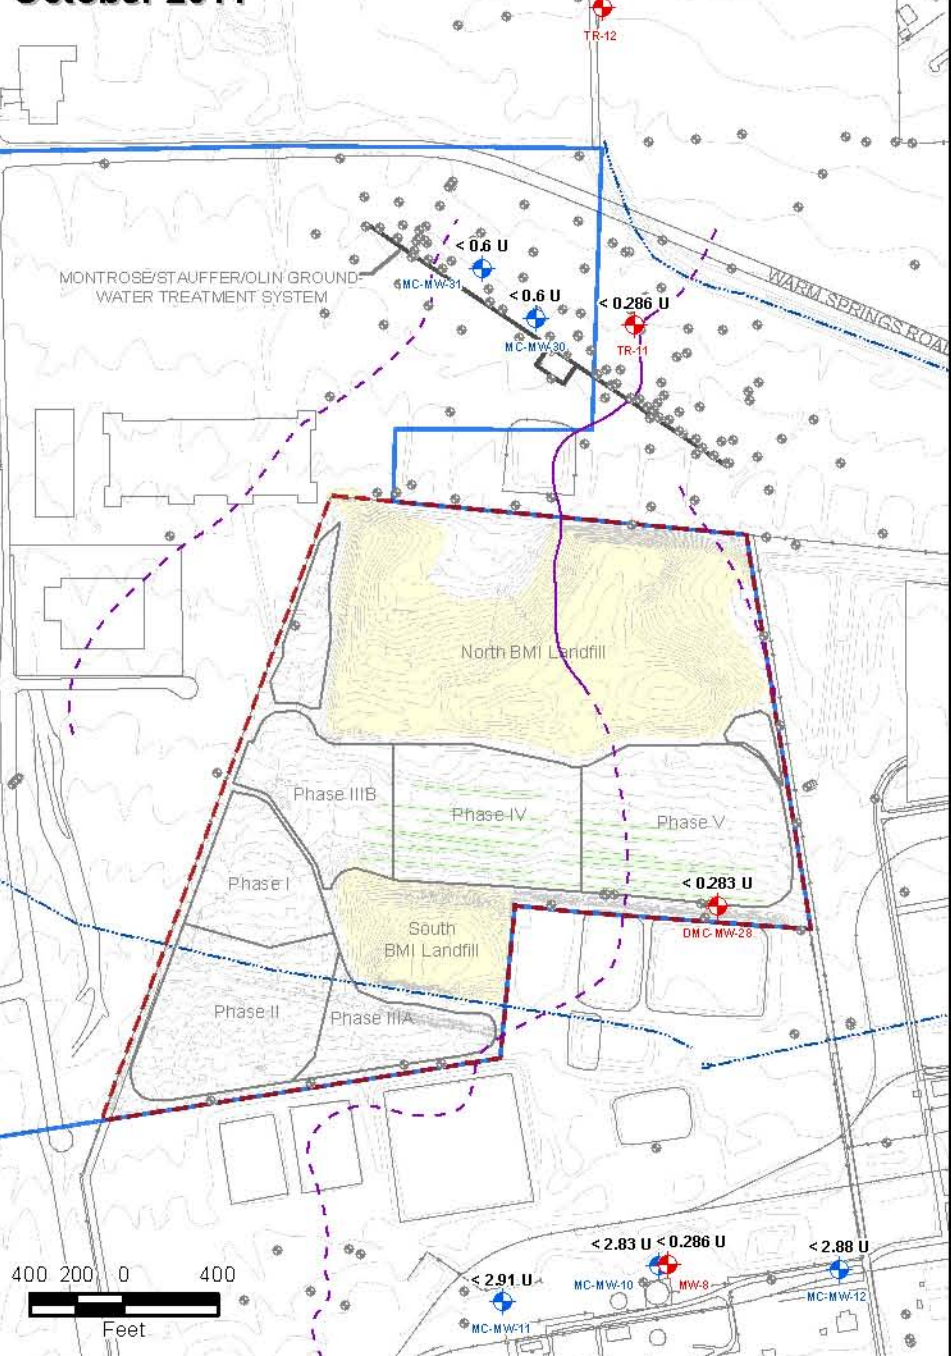 October 2011
TR-12
< 0.6 U
MONTROSE/STAUFFER/OLIN GROUND-
WATER TREATMENT SYSTEM
MC-MW-31
WARM SPRINGS ROAD
< 0.6 U
< 0.286 U
MC-MW-30
TR-11
North BMI Landfill
Phase IIIB
Phase IV
Phase V
Phase I
< 0.283 U
South
BMI Landfill
DMC-MW-28
Phase II
Phase IIIA
< 2.83 U
< 0.286 U
< 2.88 U
400 200 0 400
< 2.91 U
MC-MW-10
MW-8
MC-MW-12
Feet
MC-MW-11